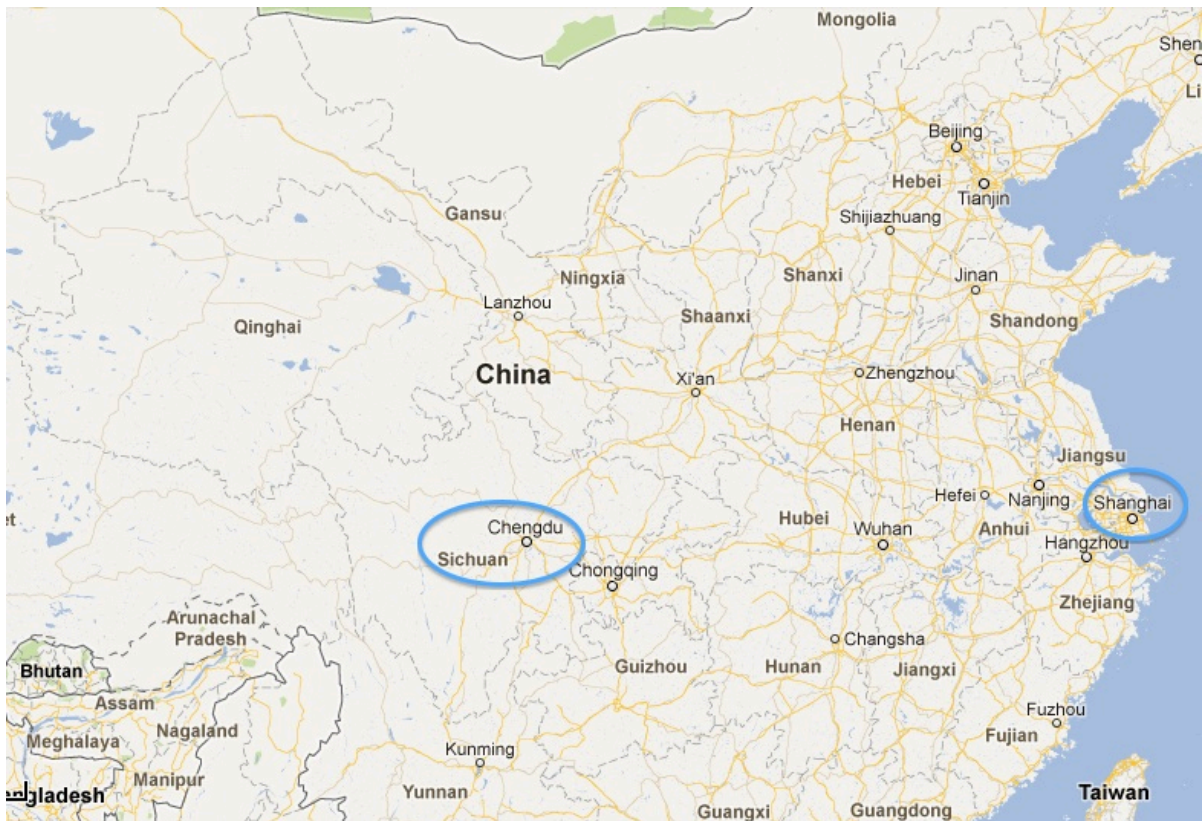 Mongolia
Shen
Li
Beijing
Hebei
Tianjin
Gansu
Shijiazhuang
Ningxia
Shanxi
Jinan
Lanzhou
Shaanxi
Shandong
Qinghai
China
Xi'an
Zhengzhou
Henan
Jiangsu
Hefei
Nanjing
Shanghai
et
Chengdu
Hubei
Wuhan
Anhui
Sichuan
Hangzhou
Chongqing
Zhejiang
Arunachal
Pradesh
Changsha
Bhutan
Guizhou
Hunan
Jiangxi
Assam
Fuzhou
Nagaland
Meghalaya
Fujian
Kunming
Manipur
ngladesh
Yunnan
Taiwan
Guangxi
Guangdong